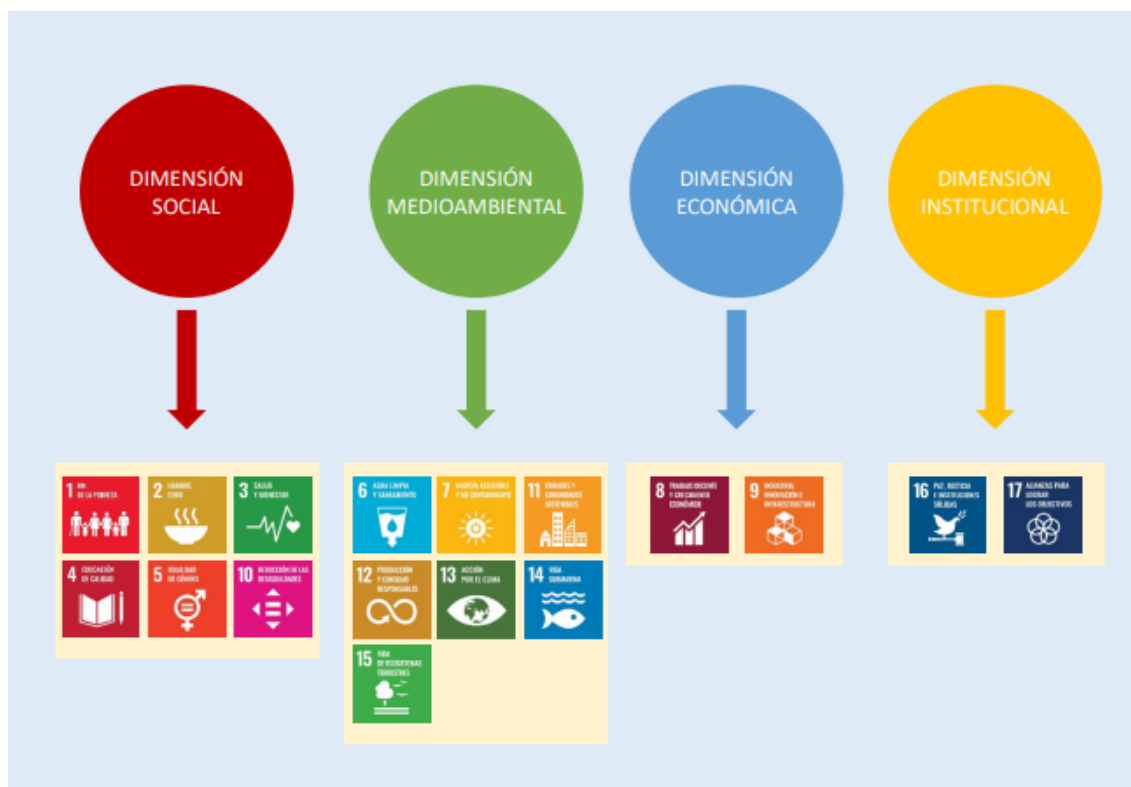 DIMENSIÓN
SOCIAL
DIMENSIÓN
MEDIOAMBIENTAL
DIMENSIÓN
ECONÓMICA
DIMENSIÓN
INSTITUCIONAL
1 FIN
DE LA POBREZA
2 HAMBRE
CERO
3 SALUD
Y BIENESTAR
4 EDUCACIÓN
DE CALIDAD
5 IGUALDAD
DE GÉNERO
10 REDUCCIÓN DE LAS
DESIGUALDADES
6 AGUA LIMPIA
Y SANEAMIENTO
7 ENERGÍA ASEQUIBLE
Y NO CONTAMINANTE
11 CIUDADES Y
COMUNIDADES
SOSTENIBLES
12 PRODUCCIÓN
Y CONSUMO
RESPONSABLES
13 ACCIÓN
POR EL CLIMA
14 VIDA
SUBMARINA
15 VIDA
DE ECOSISTEMAS
TERRESTRES
8 TRABAJO DECENTE
Y CRECIMIENTO
ECONÓMICO
9 INDUSTRIA,
INNOVACIÓN E
INFRAESTRUCTURA
16 PAZ, JUSTICIA
E INSTITUCIONES
SÓLIDAS
17 ALIANZAS PARA
LOGRAR
LOS OBJETIVOS